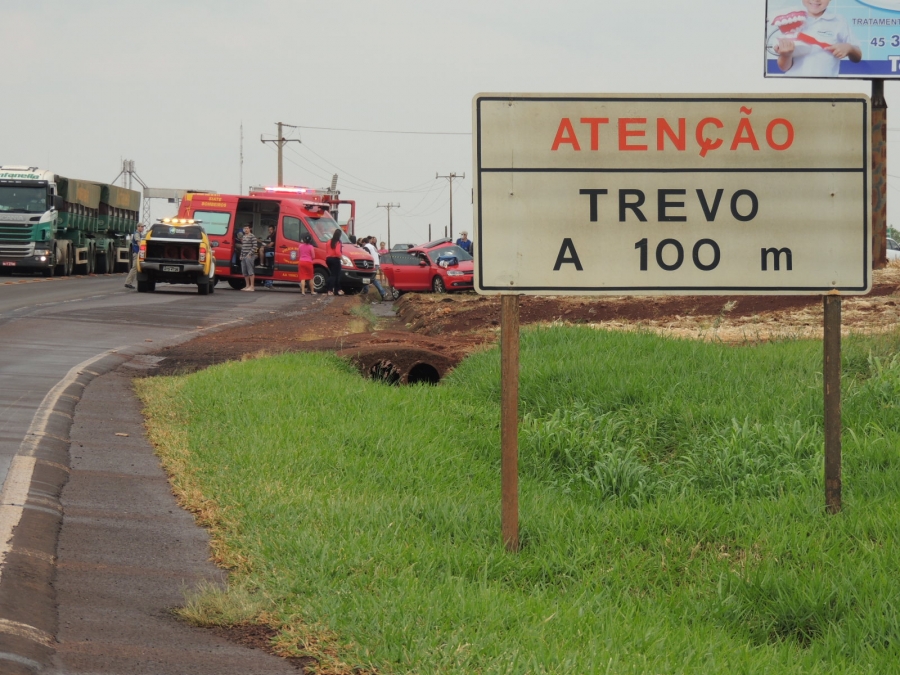 TRATAMEN
45 3
ATENÇÃO
TREVO
A 100 m